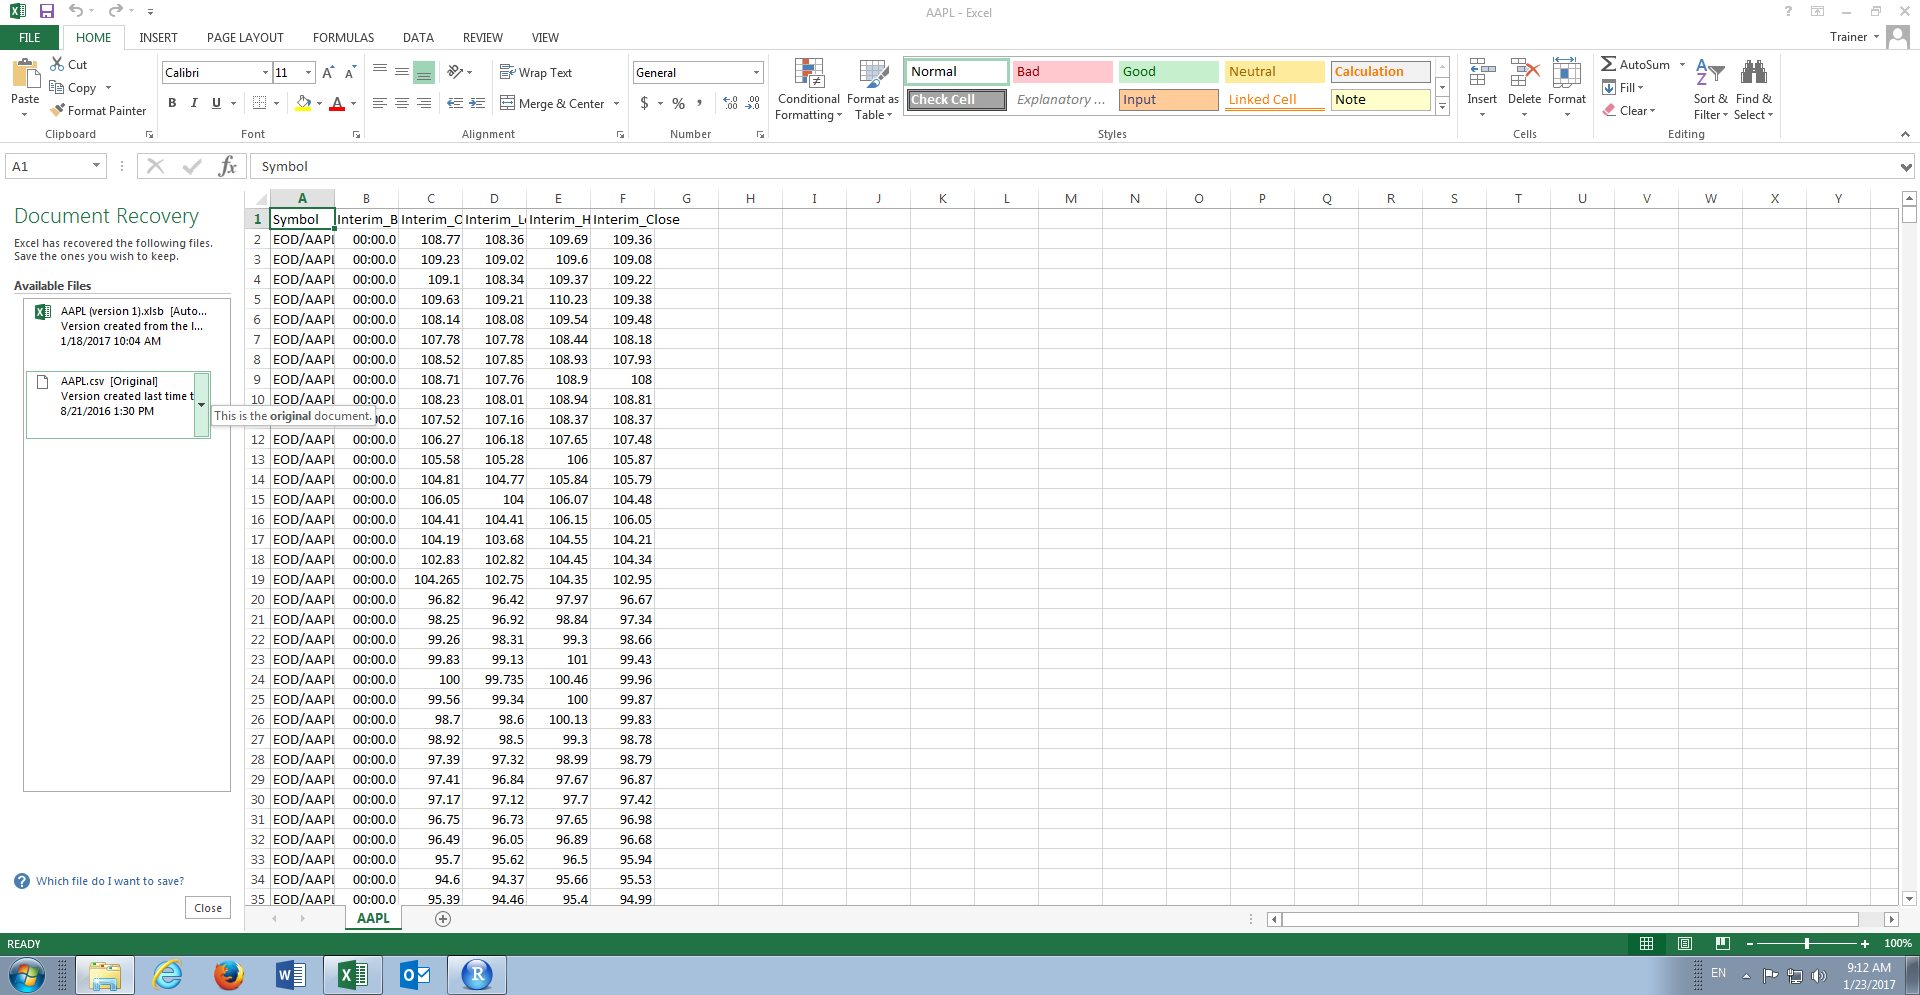 AAPL - Excel
FILE HOME INSERT PAGE LAYOUT FORMULAS DATA REVIEW VIEW
Trainer
Paste
Cut
Copy
Format Painter
Clipboard
Calibri 11
B I U
Font
Wrap Text
Merge & Center
Alignment
General
$ % ,
Number
Conditional Formatting
Format as Table
Normal Bad Good Neutral Calculation
Check Cell Explanatory ... Input Linked Cell Note
Styles
Insert Delete Format
Cells
AutoSum
Fill
Clear
Sort & Filter
Find & Select
Editing
A1 fx Symbol
Document Recovery
Excel has recovered the following files.
Save the ones you wish to keep.
Available Files
AAPL (version 1).xlsb [Auto...
Version created from the l...
1/18/2017 10:04 AM
AAPL.csv [Original]
Version created last time t
8/21/2016 1:30 PM
This is the original document.
Which file do I want to save?
Close
A B C D E F G H I J K L M N O P Q R S T U V W X Y
1 Symbol Interim_B Interim_O Interim_L Interim_H Interim_Close
2 EOD/AAPL 00:00.0 108.77 108.36 109.69 109.36
3 EOD/AAPL 00:00.0 109.23 109.02 109.6 109.08
4 EOD/AAPL 00:00.0 109.1 108.34 109.37 109.22
5 EOD/AAPL 00:00.0 109.63 109.21 110.23 109.38
6 EOD/AAPL 00:00.0 108.14 108.08 109.54 109.48
7 EOD/AAPL 00:00.0 107.78 107.78 108.44 108.18
8 EOD/AAPL 00:00.0 108.52 107.85 108.93 107.93
9 EOD/AAPL 00:00.0 108.71 107.76 108.9 108
10 EOD/AAPL 00:00.0 108.23 108.01 108.94 108.81
00.0 107.52 107.16 108.37 108.37
12 EOD/AAPL 00:00.0 106.27 106.18 107.65 107.48
13 EOD/AAPL 00:00.0 105.58 105.28 106 105.87
14 EOD/AAPL 00:00.0 104.81 104.77 105.84 105.79
15 EOD/AAPL 00:00.0 106.05 104 106.07 104.48
16 EOD/AAPL 00:00.0 104.41 104.41 106.15 106.05
17 EOD/AAPL 00:00.0 104.19 103.68 104.55 104.21
18 EOD/AAPL 00:00.0 102.83 102.82 104.45 104.34
19 EOD/AAPL 00:00.0 104.265 102.75 104.35 102.95
20 EOD/AAPL 00:00.0 96.82 96.42 97.97 96.67
21 EOD/AAPL 00:00.0 98.25 96.92 98.84 97.34
22 EOD/AAPL 00:00.0 99.26 98.31 99.3 98.66
23 EOD/AAPL 00:00.0 99.83 99.13 101 99.43
24 EOD/AAPL 00:00.0 100 99.735 100.46 99.96
25 EOD/AAPL 00:00.0 99.56 99.34 100 99.87
26 EOD/AAPL 00:00.0 98.7 98.6 100.13 99.83
27 EOD/AAPL 00:00.0 98.92 98.5 99.3 98.78
28 EOD/AAPL 00:00.0 97.39 97.32 98.99 98.79
29 EOD/AAPL 00:00.0 97.41 96.84 97.67 96.87
30 EOD/AAPL 00:00.0 97.17 97.12 97.7 97.42
31 EOD/AAPL 00:00.0 96.75 96.73 97.65 96.98
32 EOD/AAPL 00:00.0 96.49 96.05 96.89 96.68
33 EOD/AAPL 00:00.0 95.7 95.62 96.5 95.94
34 EOD/AAPL 00:00.0 94.6 94.37 95.66 95.53
35 EOD/AAPL 00:00.0 95.39 94.46 95.4 94.99
AAPL
READY
100%
EN
9:12 AM
1/23/2017